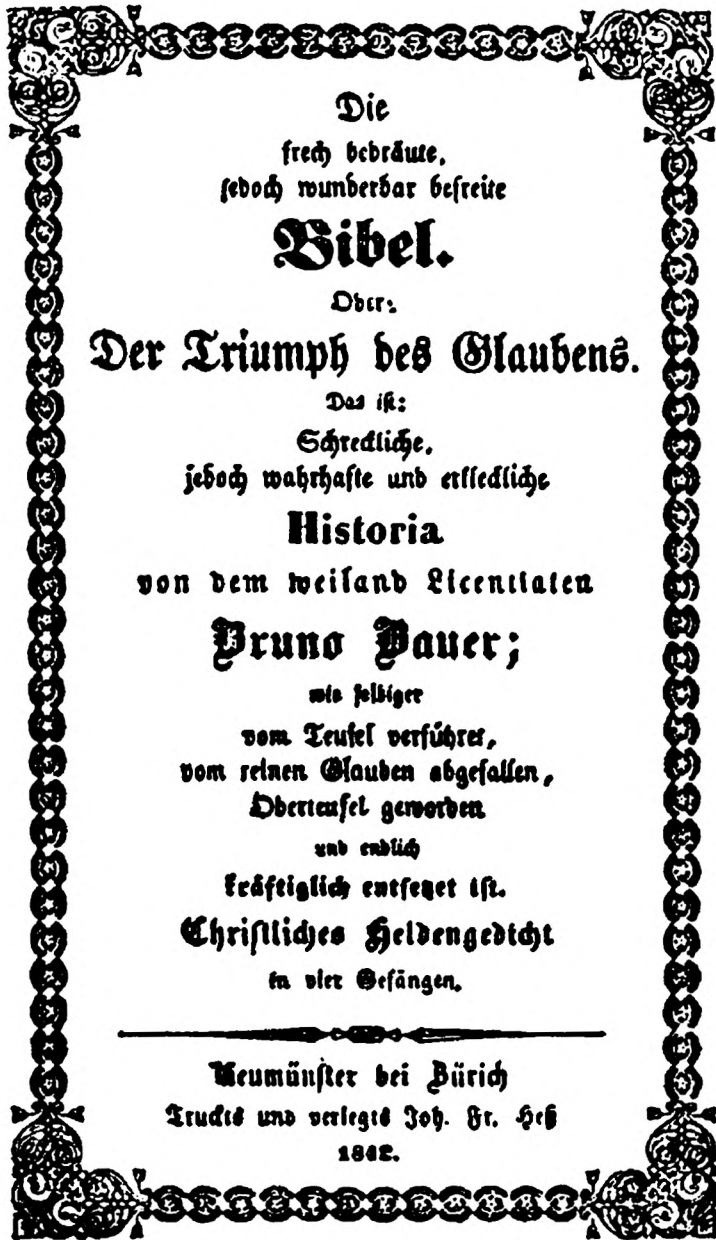 Die
frech bedräute,
jedoch wunderbar befreite
Bibel.
Oder:
Der Triumph des Glaubens.
Das ist:
Schreckliche,
jedoch wahrhafte und erkleckliche
Historia
von dem weiland Licentiaten
Bruno Bauer;
wie selbiger
vom Teufel verführet,
vom reinen Glauben abgefallen,
Oberteufel geworden
und endlich
kräftiglich entsetzet ist.
Christliches Heldengedicht
in vier Gesängen.
Neumünster bei Zürich
Truckts und verlegts Joh. Fr. Heß
1842.